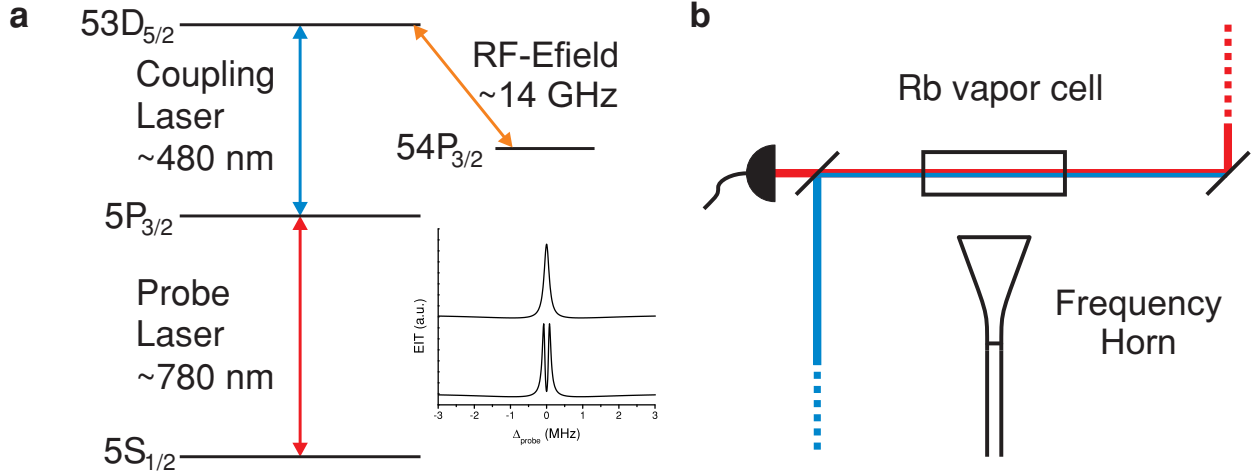 a
53D5/2
Coupling
Laser
~480 nm
RF-Efield
~14 GHz
54P3/2
5P3/2
Probe
Laser
~780 nm
5S1/2
EIT (a.u.)
-3 -2 -1 0 1 2 3
Δprobe (MHz)
b
Rb vapor cell
Frequency
Horn